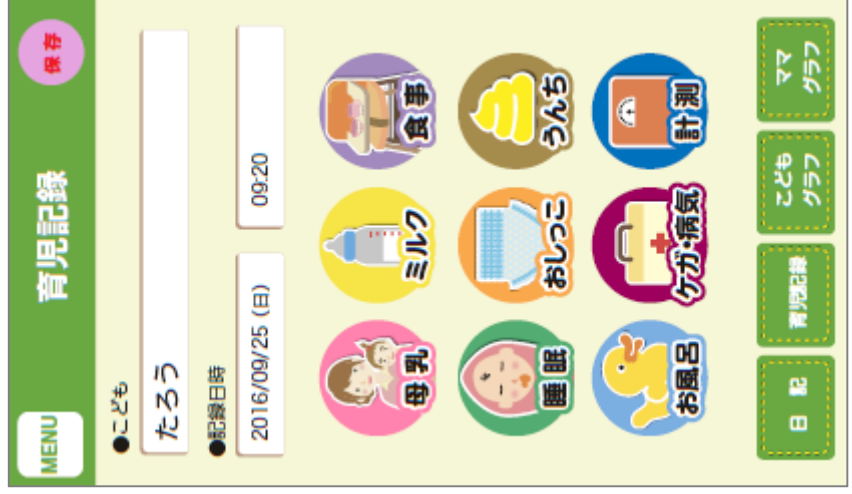 MENU
育児記録
保存
●こども
たろう
●記録日時
2016/09/25（日）
09:20
母乳
ミルク
食事
睡眠
おしっこ
うんち
お風呂
ケガ・病気
計測
日記
育児記録
こども
グラフ
ママ
グラフ